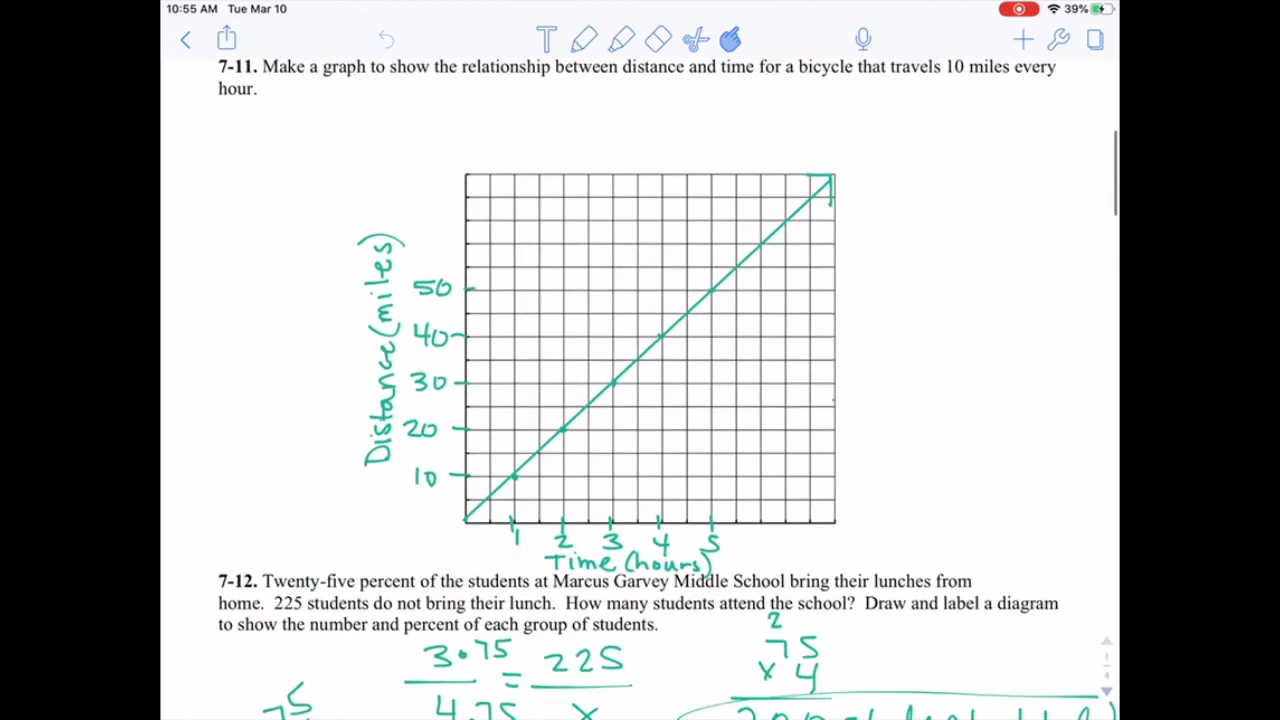 10:55 AM Tue Mar 10
39%
7-11. Make a graph to show the relationship between distance and time for a bicycle that travels 10 miles every
hour.
Distance (miles)
50
40
30
20
10
1 2 3 4 5
Time (hours)
7-12. Twenty-five percent of the students at Marcus Garvey Middle School bring their lunches from
home. 225 students do not bring their lunch. How many students attend the school? Draw and label a diagram
to show the number and percent of each group of students.
2
75
x 4
3.75 = 225
4.75 x